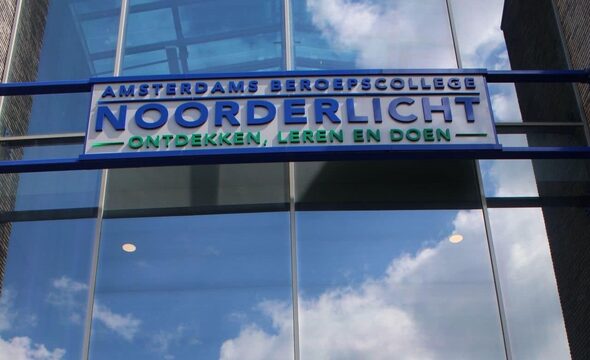 AMSTERDAMS BEROEPSCOLLEGE
NOORDERLICHT
ONTDEKKEN, LEREN EN DOEN